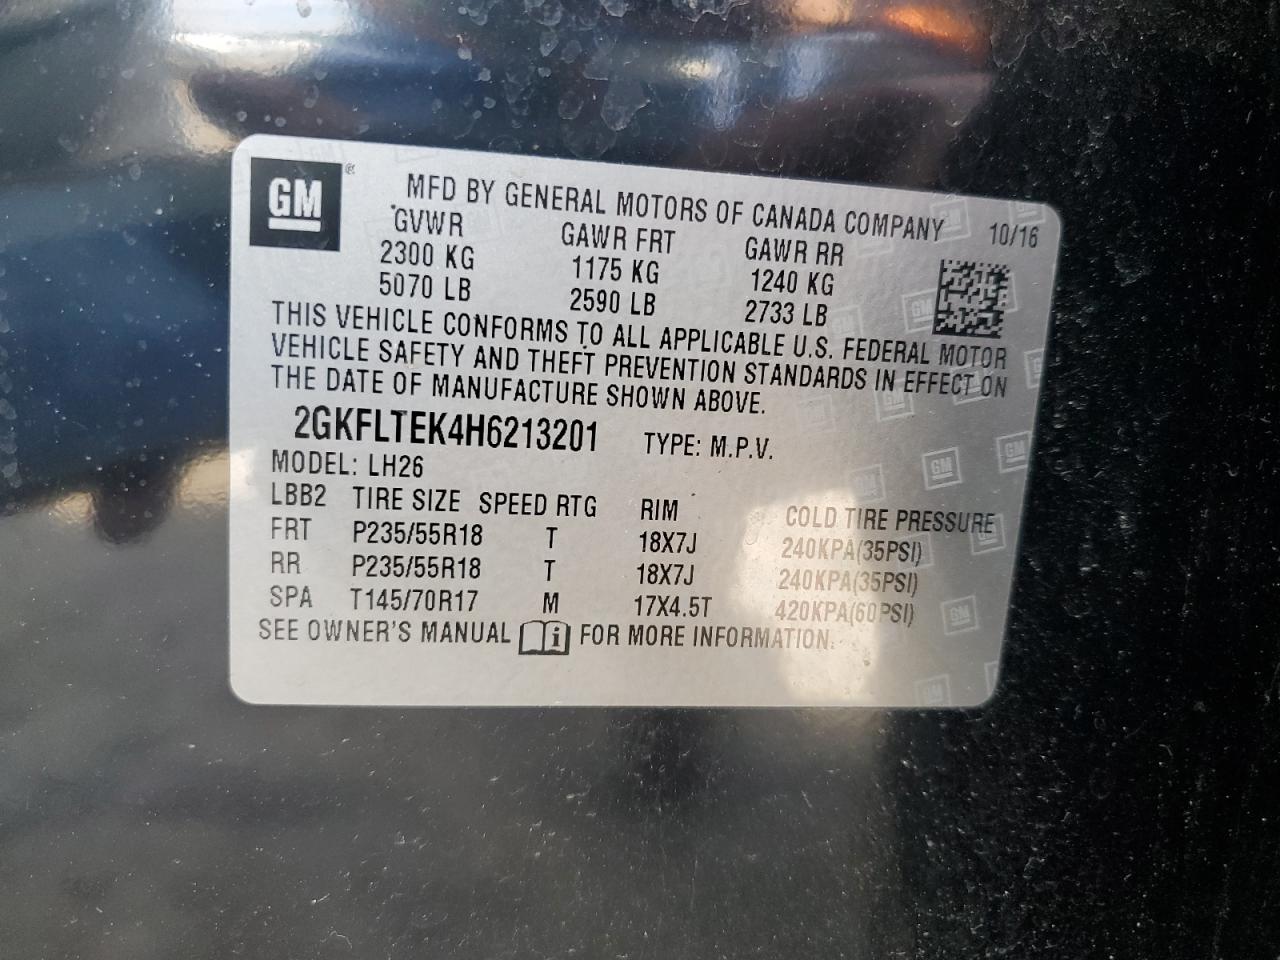 GM ®
MFD BY GENERAL MOTORS OF CANADA COMPANY 10/16
GVWR GAWR FRT GAWR RR
2300 KG 1175 KG 1240 KG
5070 LB 2590 LB 2733 LB
THIS VEHICLE CONFORMS TO ALL APPLICABLE U.S. FEDERAL MOTOR
VEHICLE SAFETY AND THEFT PREVENTION STANDARDS IN EFFECT ON
THE DATE OF MANUFACTURE SHOWN ABOVE.
2GKFLTEK4H6213201 TYPE: M.P.V.
MODEL: LH26
LBB2 TIRE SIZE SPEED RTG RIM COLD TIRE PRESSURE
FRT P235/55R18 T 18X7J 240KPA(35PSI)
RR P235/55R18 T 18X7J 240KPA(35PSI)
SPA T145/70R17 M 17X4.5T 420KPA(60PSI)
SEE OWNER'S MANUAL i FOR MORE INFORMATION.